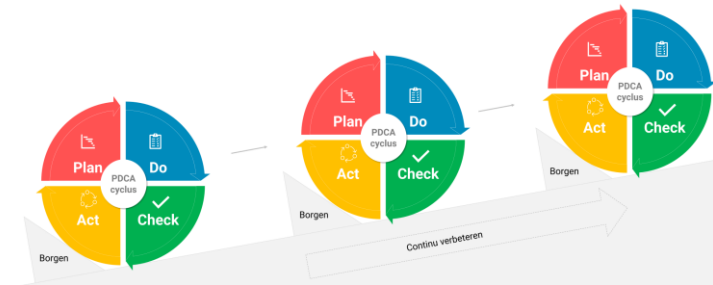 Plan
Do
PDCA
cyclus
Act
Check
Borgen
Plan
Do
PDCA
cyclus
Act
Check
Borgen
Plan
Do
PDCA
cyclus
Act
Check
Borgen
Continu verbeteren